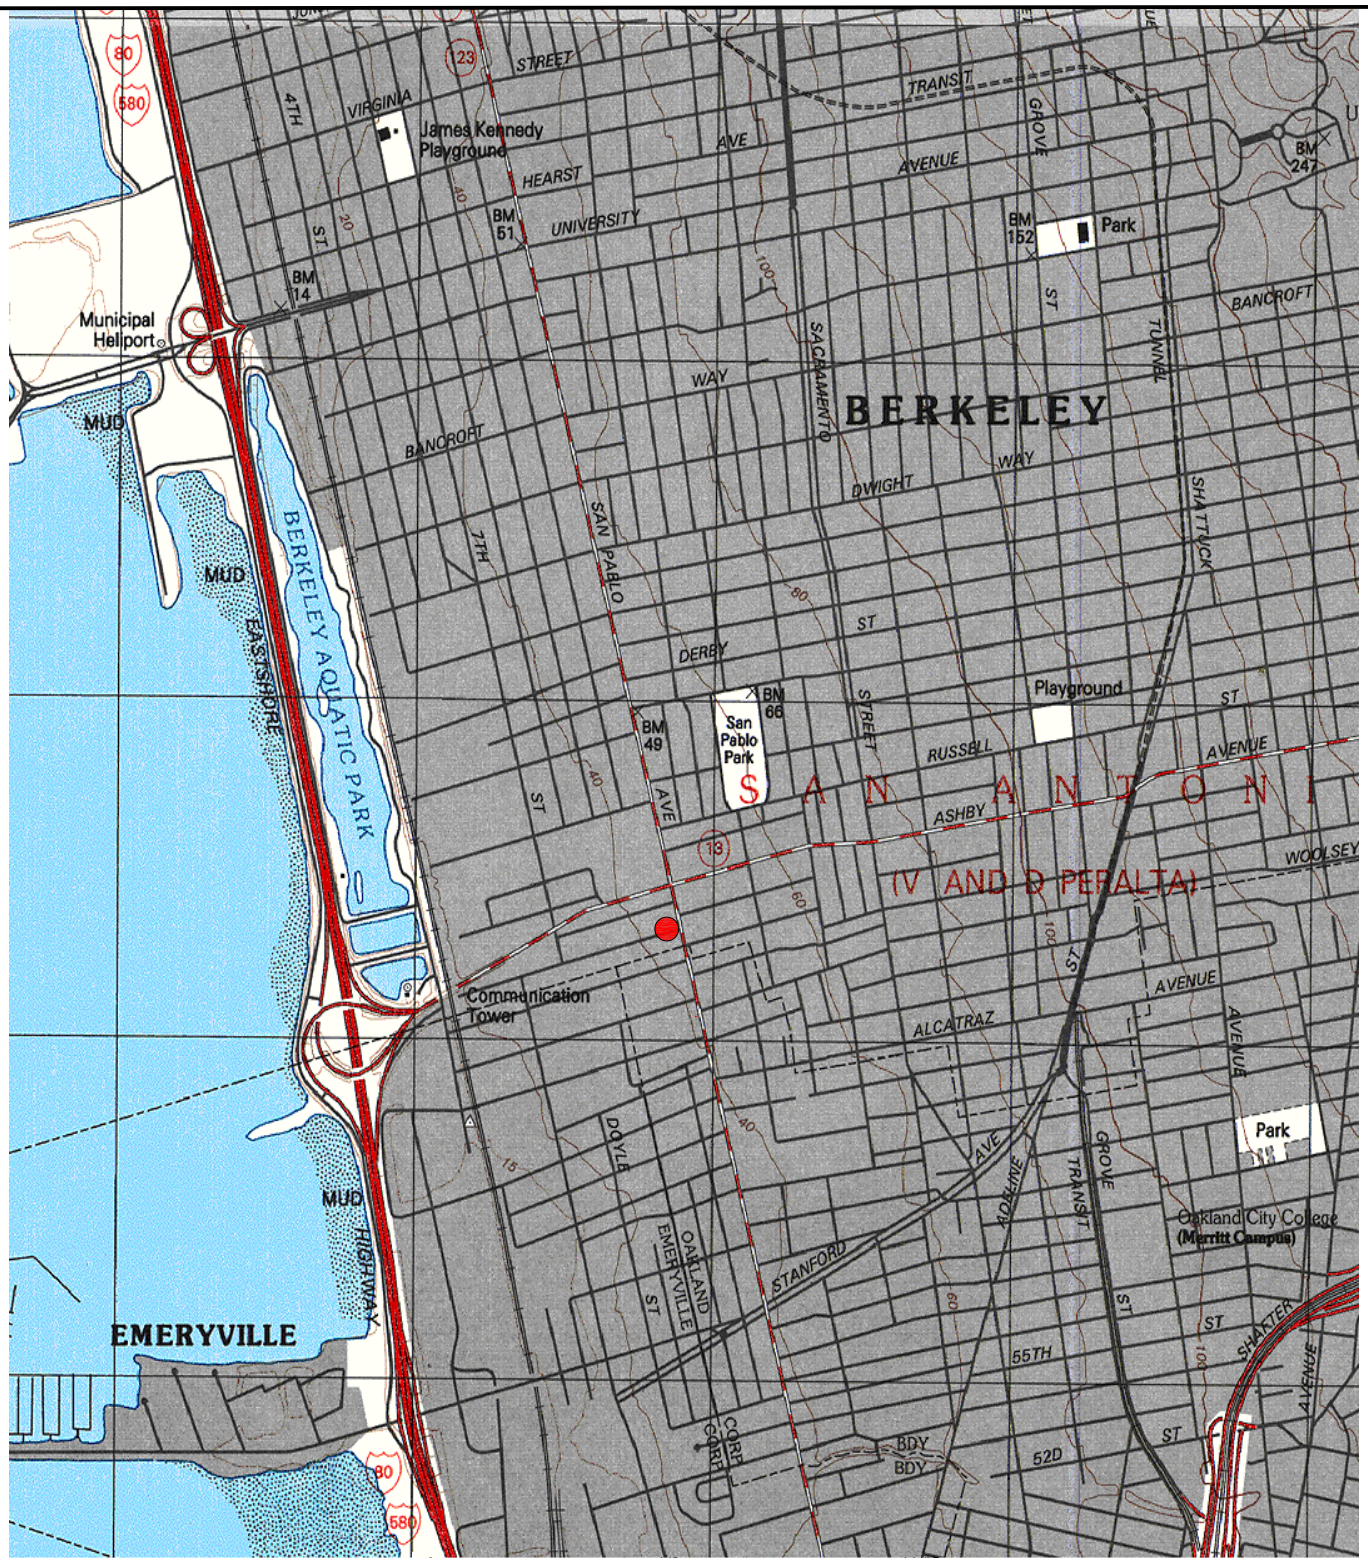 80
580
123
STREET
TRANSIT
4TH
VIRGINIA
James Kennedy
Playground
AVE
GROVE
AVENUE
BM
247
U
HEARST
40
20
BM
51
UNIVERSITY
ST
BM
152
Park
100
BM
14
ST
BANCROFT
Municipal
Heliport
SACRAMENTO
TUNNEL
WAY
MUD
BERKELEY
BANCROFT
WAY
DWIGHT
SHATTUCK
BERKELEY AQUATIC PARK
7TH
SAN PABLO
MUD
80
EASTSHORE
ST
DERBY
Playground
BM
66
ST
San
Pablo
Park
BM
49
STREET
RUSSELL
AVENUE
40
ST
AVE
SAN ANTONI
ASHBY
13
WOOLSEY
(V AND D PERALTA)
60
100
ST
AVENUE
Communication
Tower
ALCATRAZ
AVENUE
40
DOYLE
AVE
GROVE
Park
15
ADELINE
TRANSIT
MUD
Oakland City College
(Merritt Campus)
HIGHWAY
OAKLAND
EMERYVILLE
STANFORD
ST
60
ST
ST
SHAFTER
EMERYVILLE
55TH
100
AVENUE
CORP
CORP
BDY
BDY
52D
ST
80
580